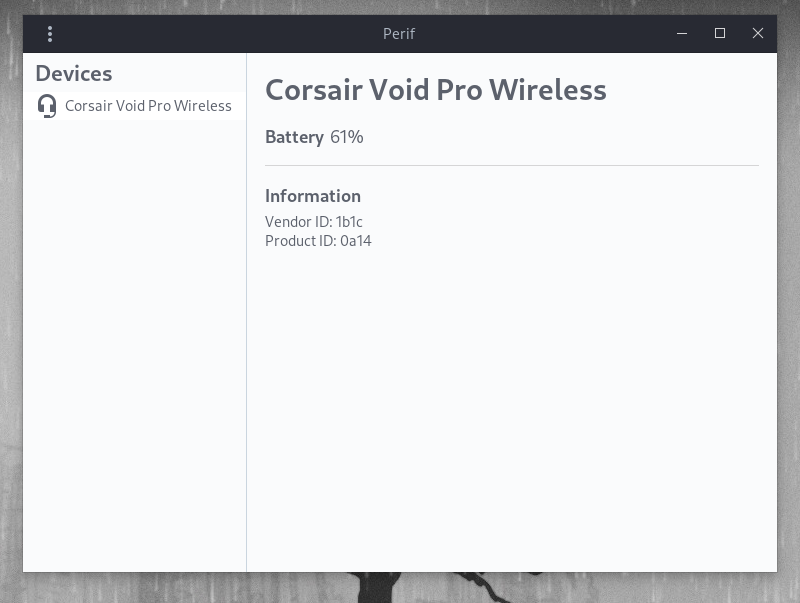 Perif
Devices
Corsair Void Pro Wireless
Corsair Void Pro Wireless
Battery 61%
Information
Vendor ID: 1b1c
Product ID: 0a14